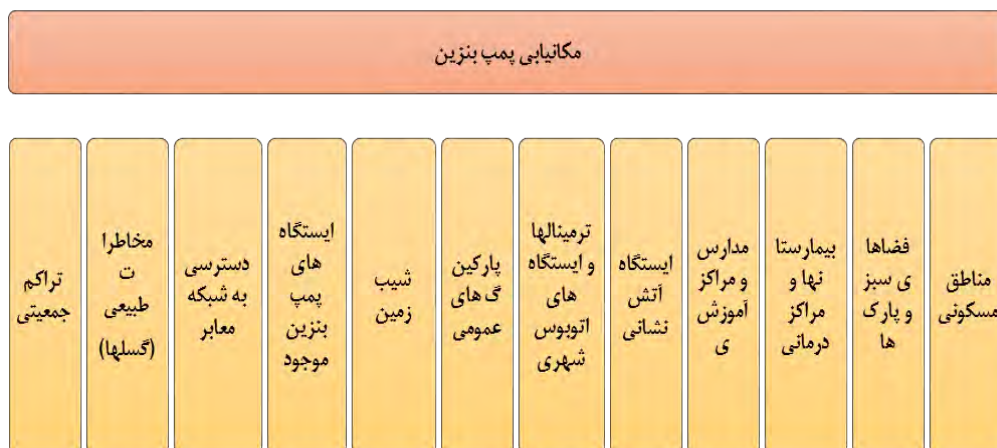 مکانیابی پمپ بنزین
مناطق
مسکونی
فضاها
ی سبز
و پارک
ها
بیمارستا
نها و
مراکز
درمانی
مدارس
و مراکز
آموزش
ی
ایستگاه
آتش
نشانی
ترمینالها
و ایستگاه
های
اتوبوس
شهری
پارکین
گ های
عمومی
شیب
زمین
ایستگاه
های
پمپ
بنزین
موجود
دسترسی
به شبکه
معابر
مخاطرا
ت
طبیعی
(گسلها)
تراکم
جمعیتی